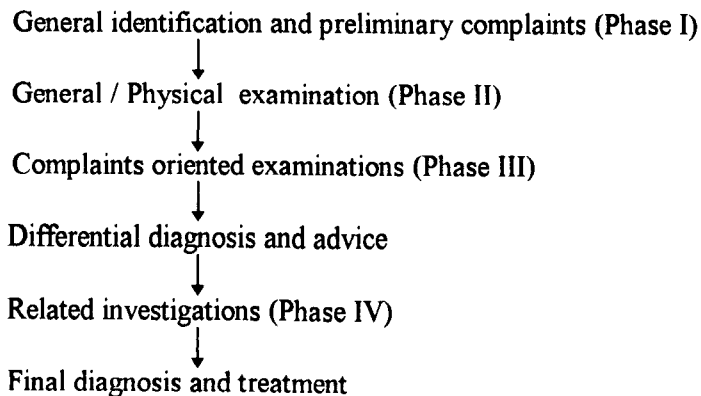 General identification and preliminary complaints (Phase I)
General / Physical examination (Phase II)
Complaints oriented examinations (Phase III)
Differential diagnosis and advice
Related investigations (Phase IV)
Final diagnosis and treatment